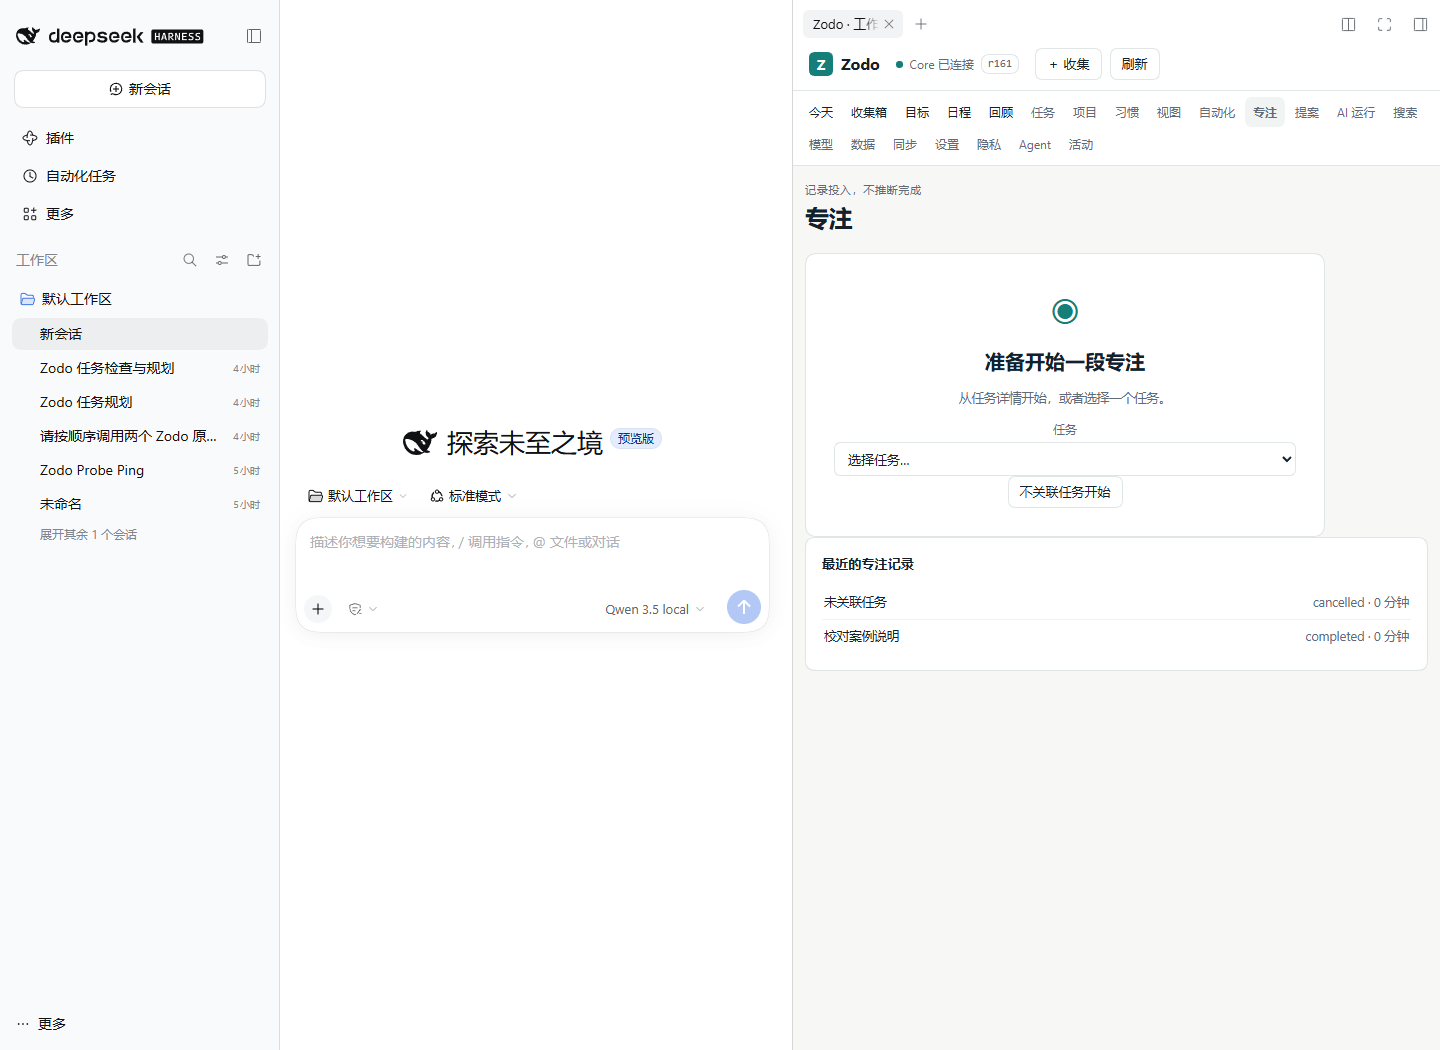 deepseek HARNESS
新会话
插件
自动化任务
更多
工作区
默认工作区
新会话
Zodo 任务检查与规划 4小时
Zodo 任务规划 4小时
请按顺序调用两个 Zodo 原... 4小时
Zodo Probe Ping 5小时
未命名 5小时
展开其余 1 个会话
更多
探索未至之境 预览版
默认工作区 标准模式
描述你想要构建的内容, / 调用指令, @ 文件或对话
Qwen 3.5 local
Zodo · 工作
Z Zodo Core 已连接 r161 + 收集 刷新
今天 收集箱 目标 日程 回顾 任务 项目 习惯 视图 自动化 专注 提案 AI 运行 搜索
模型 数据 同步 设置 隐私 Agent 活动
记录投入，不推断完成
专注
准备开始一段专注
从任务详情开始，或者选择一个任务。
任务
选择任务...
不关联任务开始
最近的专注记录
未关联任务 cancelled · 0 分钟
校对案例说明 completed · 0 分钟